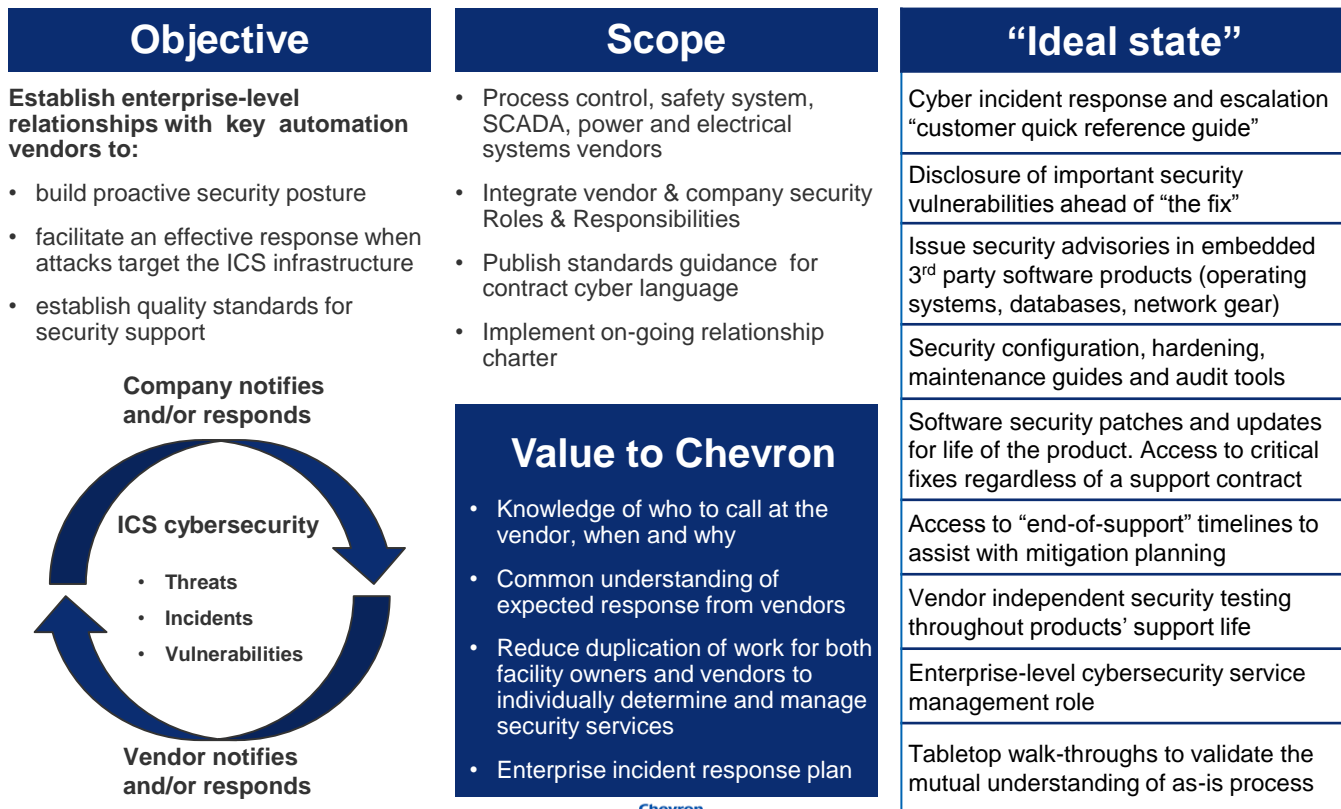 Objective
Establish enterprise-level
relationships with key automation
vendors to:
• build proactive security posture
• facilitate an effective response when
attacks target the ICS infrastructure
• establish quality standards for
security support
Company notifies
and/or responds
ICS cybersecurity
• Threats
• Incidents
• Vulnerabilities
Vendor notifies
and/or responds
Scope
• Process control, safety system,
SCADA, power and electrical
systems vendors
• Integrate vendor & company security
Roles & Responsibilities
• Publish standards guidance for
contract cyber language
• Implement on-going relationship
charter
Value to Chevron
• Knowledge of who to call at the
vendor, when and why
• Common understanding of
expected response from vendors
• Reduce duplication of work for both
facility owners and vendors to
individually determine and manage
security services
• Enterprise incident response plan
Chevron
“Ideal state”
Cyber incident response and escalation
“customer quick reference guide”
Disclosure of important security
vulnerabilities ahead of “the fix”
Issue security advisories in embedded
3rd party software products (operating
systems, databases, network gear)
Security configuration, hardening,
maintenance guides and audit tools
Software security patches and updates
for life of the product. Access to critical
fixes regardless of a support contract
Access to “end-of-support” timelines to
assist with mitigation planning
Vendor independent security testing
throughout products’ support life
Enterprise-level cybersecurity service
management role
Tabletop walk-throughs to validate the
mutual understanding of as-is process